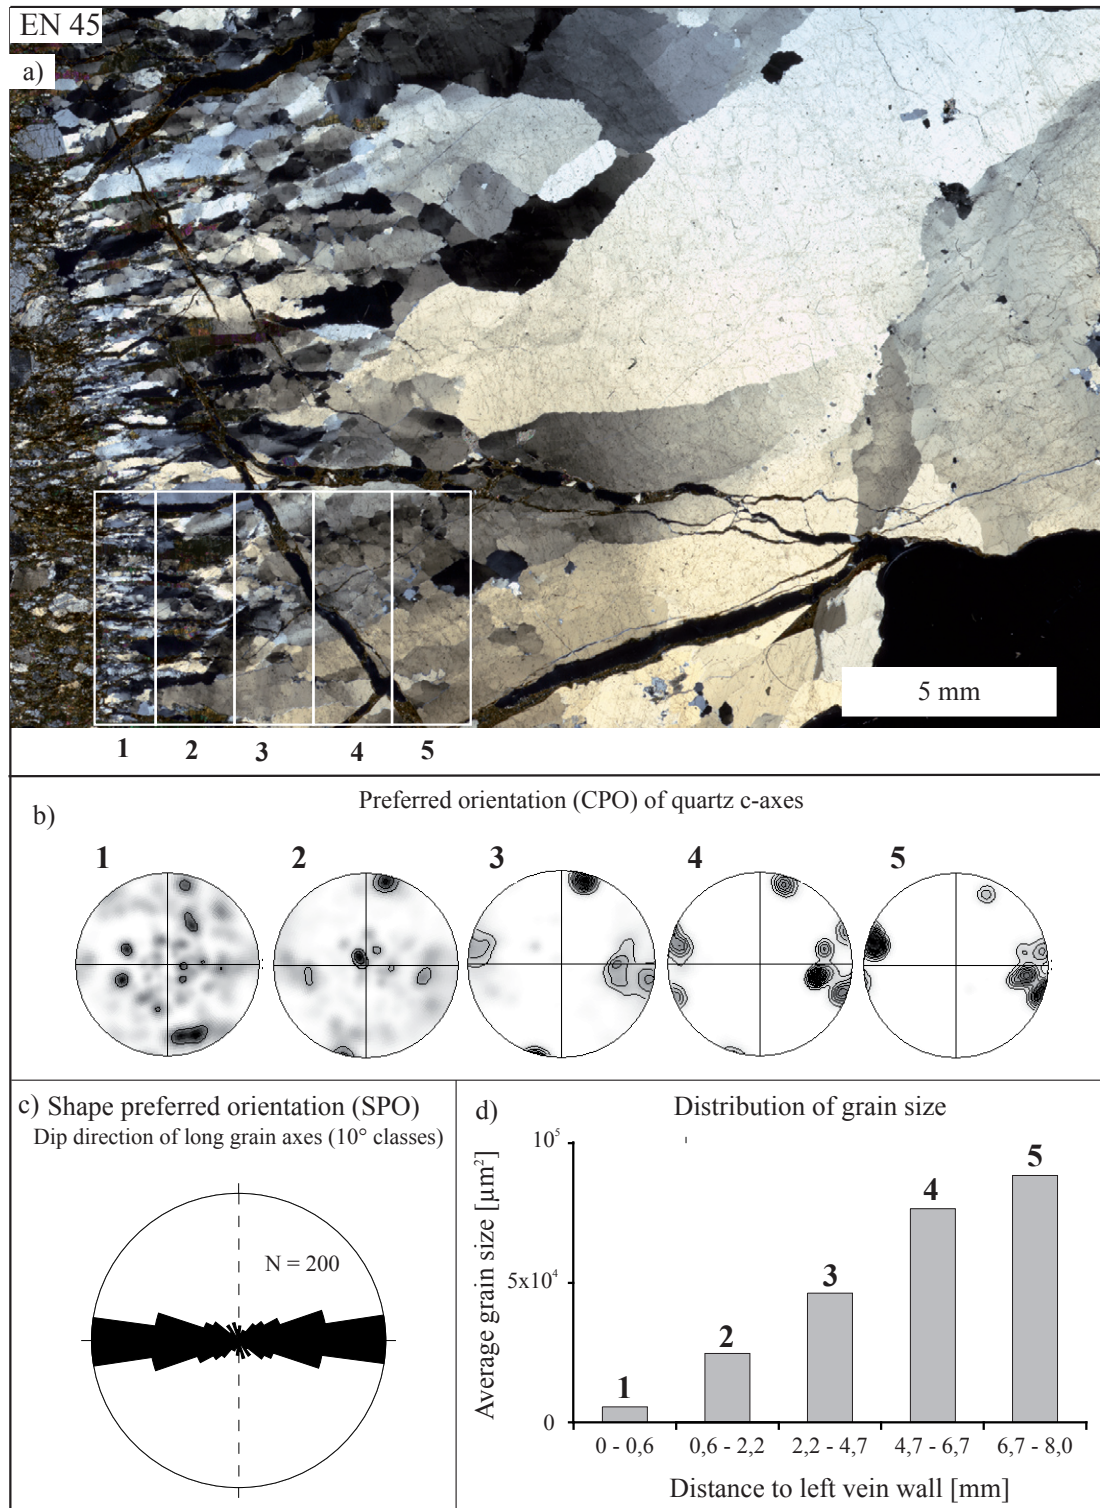 EN 45
a)
5 mm
1 2 3 4 5
Preferred orientation (CPO) of quartz c-axes
b)
1 2 3 4 5
c) Shape preferred orientation (SPO)
Dip direction of long grain axes (10° classes)
N = 200
d) Distribution of grain size
Average grain size [µm²]
10⁵
5x10⁴
0
1 2 3 4 5
0 - 0,6 0,6 - 2,2 2,2 - 4,7 4,7 - 6,7 6,7 - 8,0
Distance to left vein wall [mm]